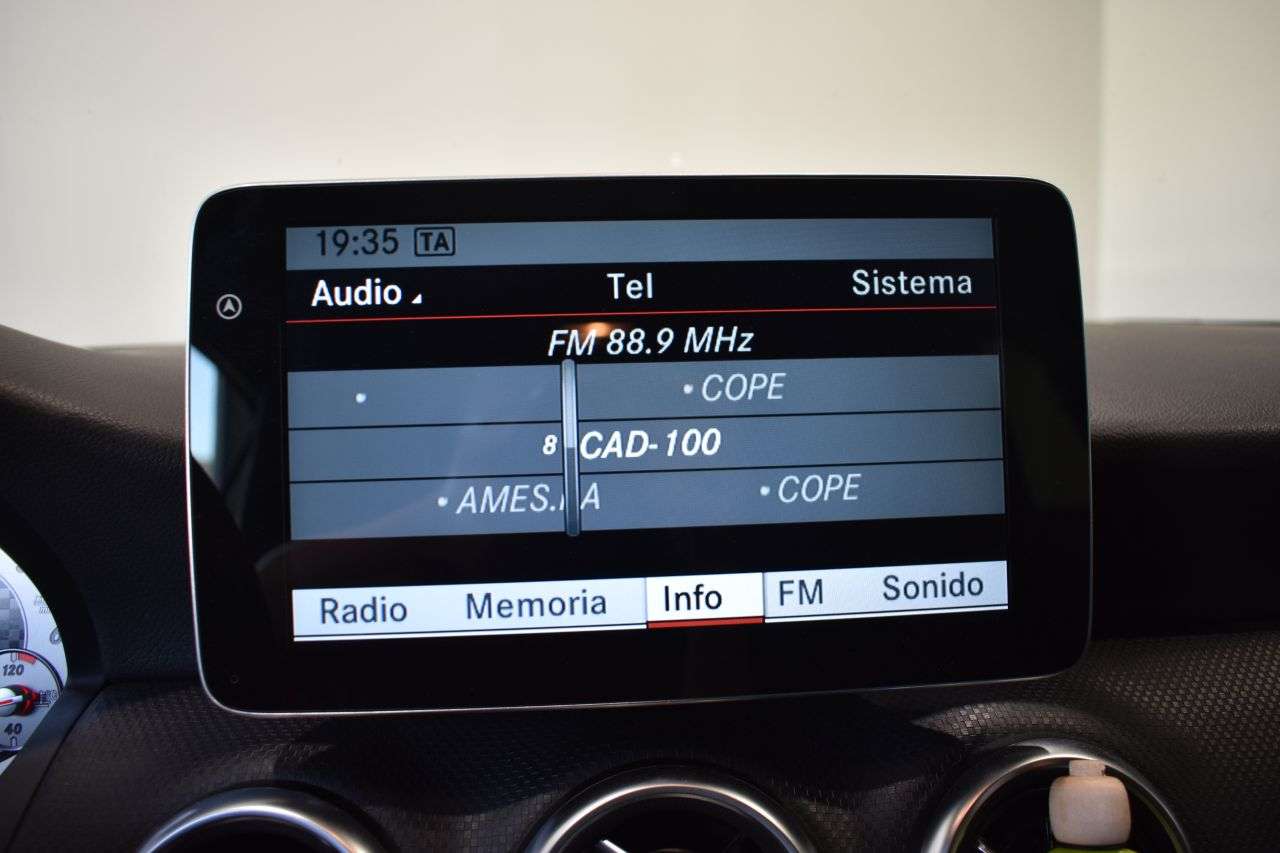 19:35 TA
Audio Tel Sistema
FM 88.9 MHz
COPE
8 CAD-100
COPE
Radio Memoria Info FM Sonido
120
40